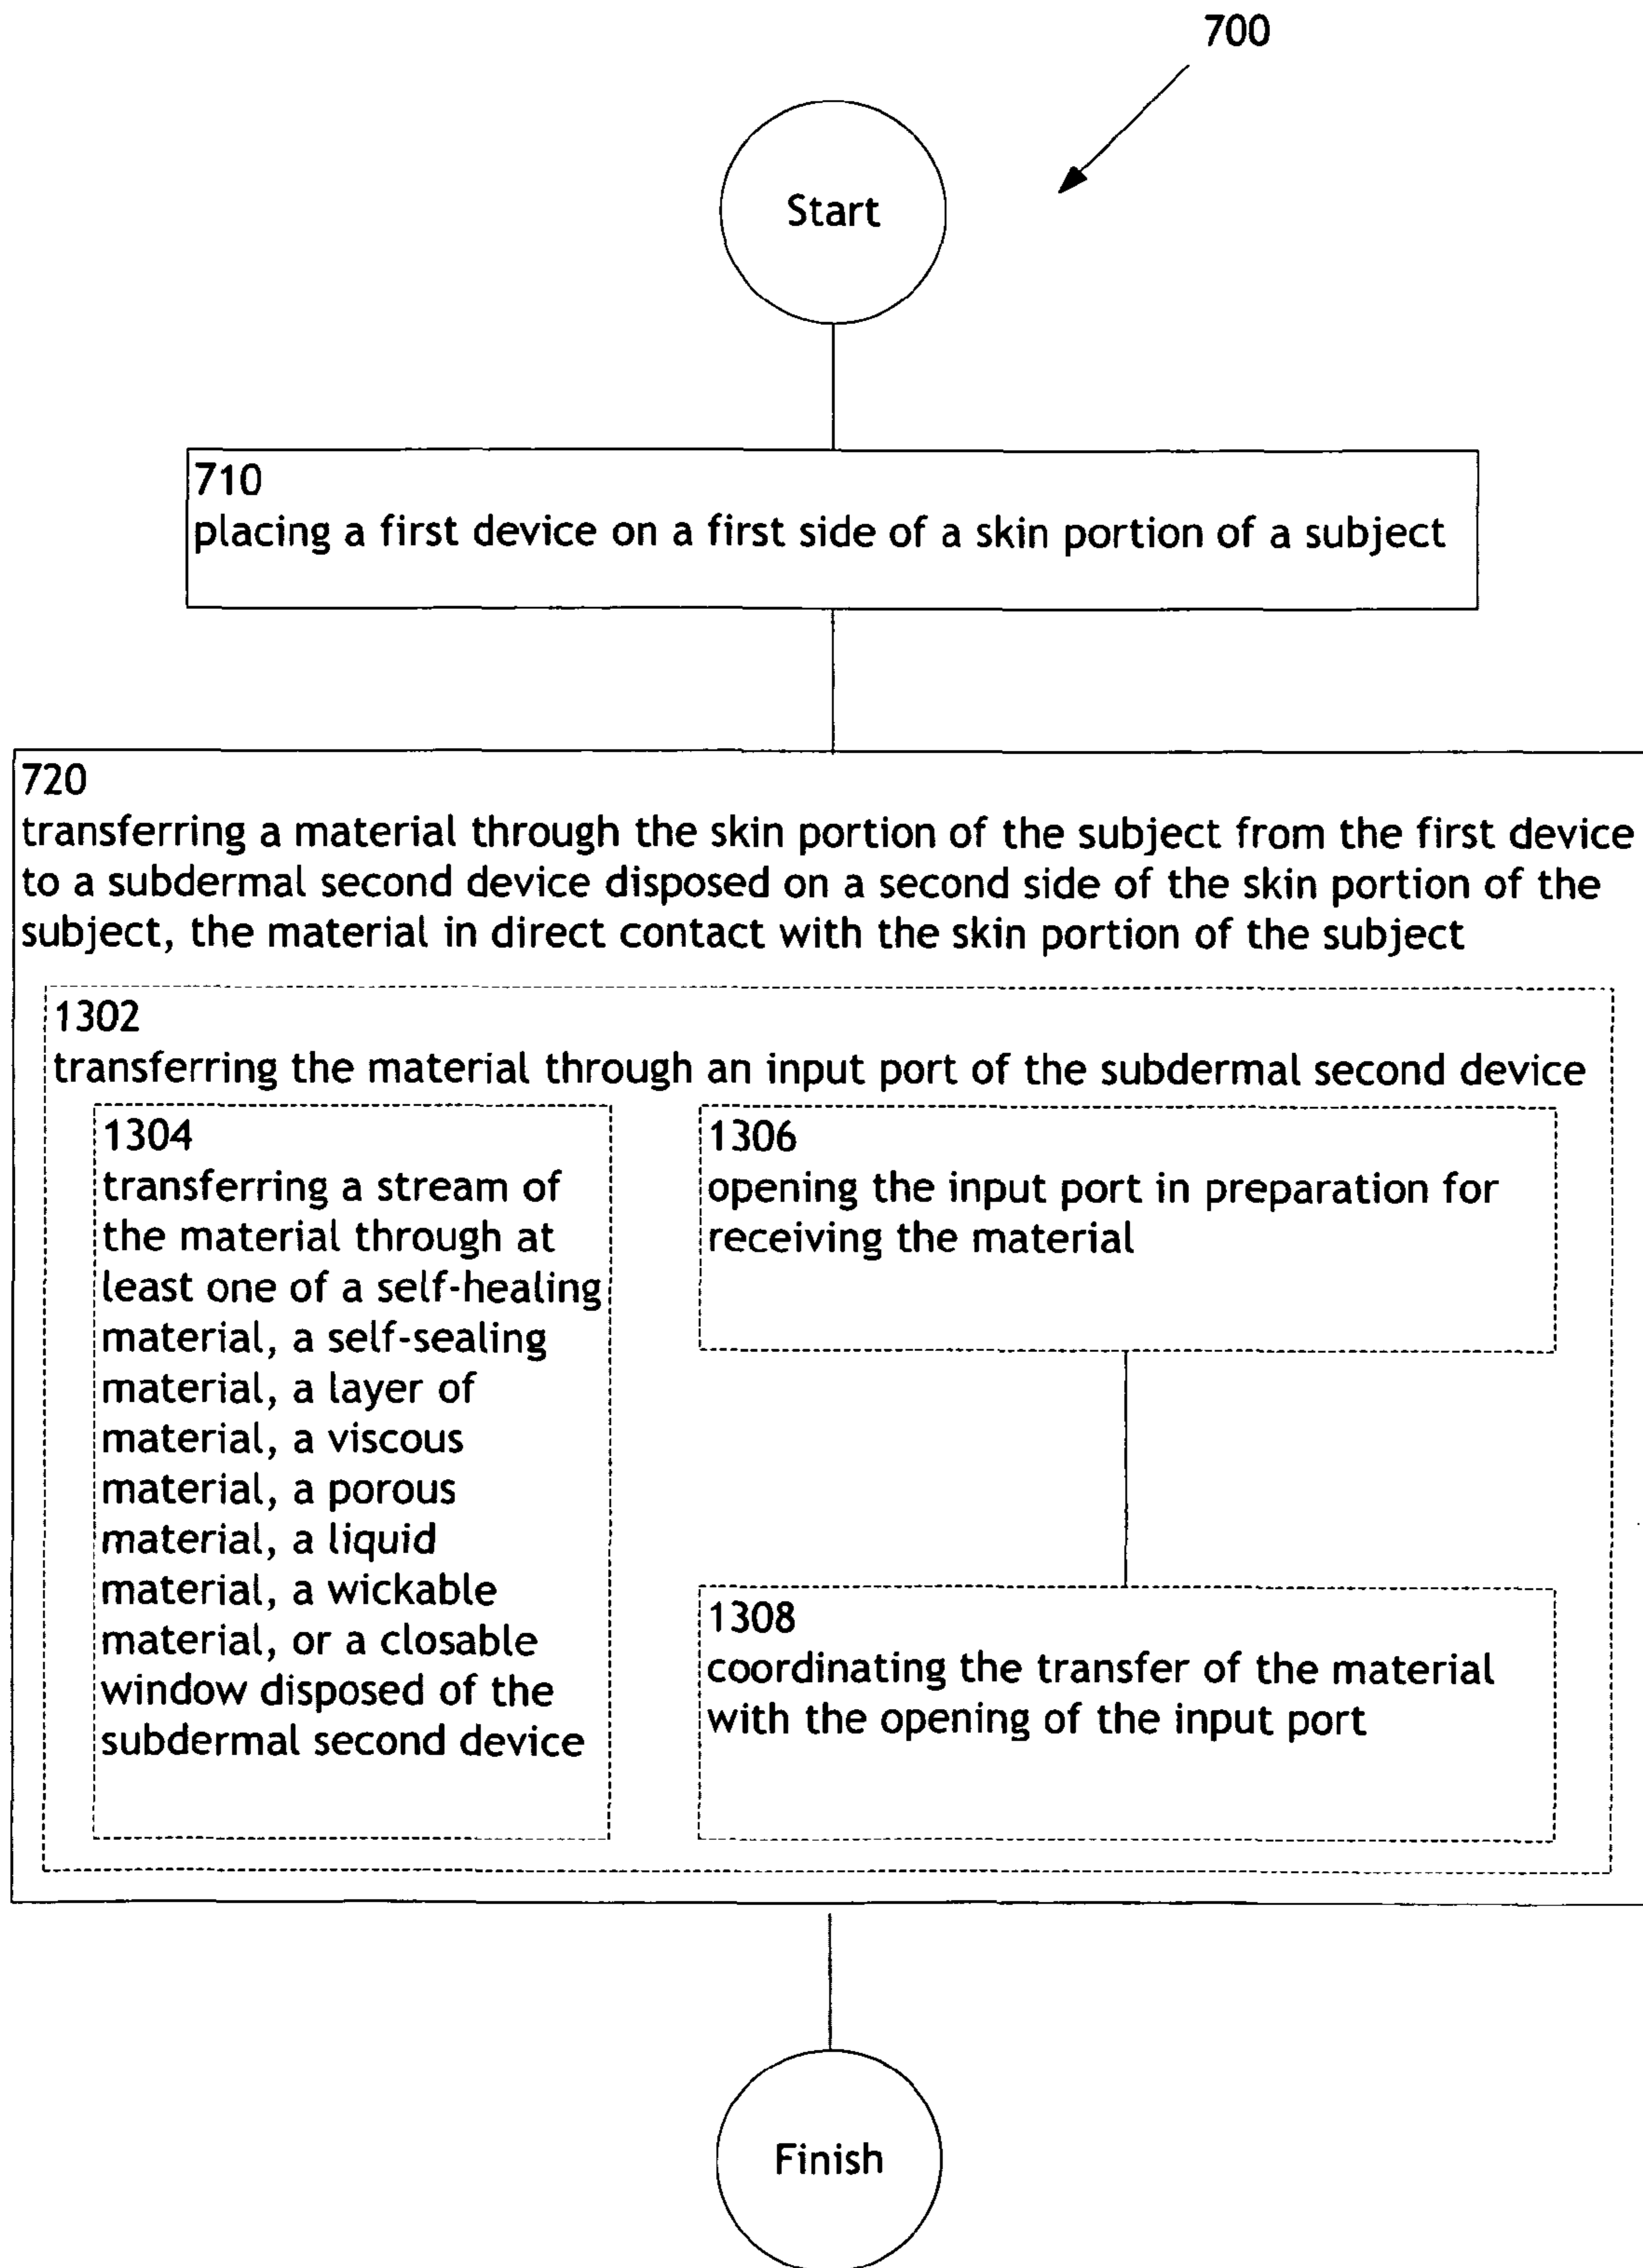 700
Start
710
placing a first device on a first side of a skin portion of a subject
720
transferring a material through the skin portion of the subject from the first device
to a subdermal second device disposed on a second side of the skin portion of the
subject, the material in direct contact with the skin portion of the subject
1302
transferring the material through an input port of the subdermal second device
1304
transferring a stream of
the material through at
least one of a self-healing
material, a self-sealing
material, a layer of
material, a viscous
material, a porous
material, a liquid
material, a wickable
material, or a closable
window disposed of the
subdermal second device
1306
opening the input port in preparation for
receiving the material
1308
coordinating the transfer of the material
with the opening of the input port
Finish